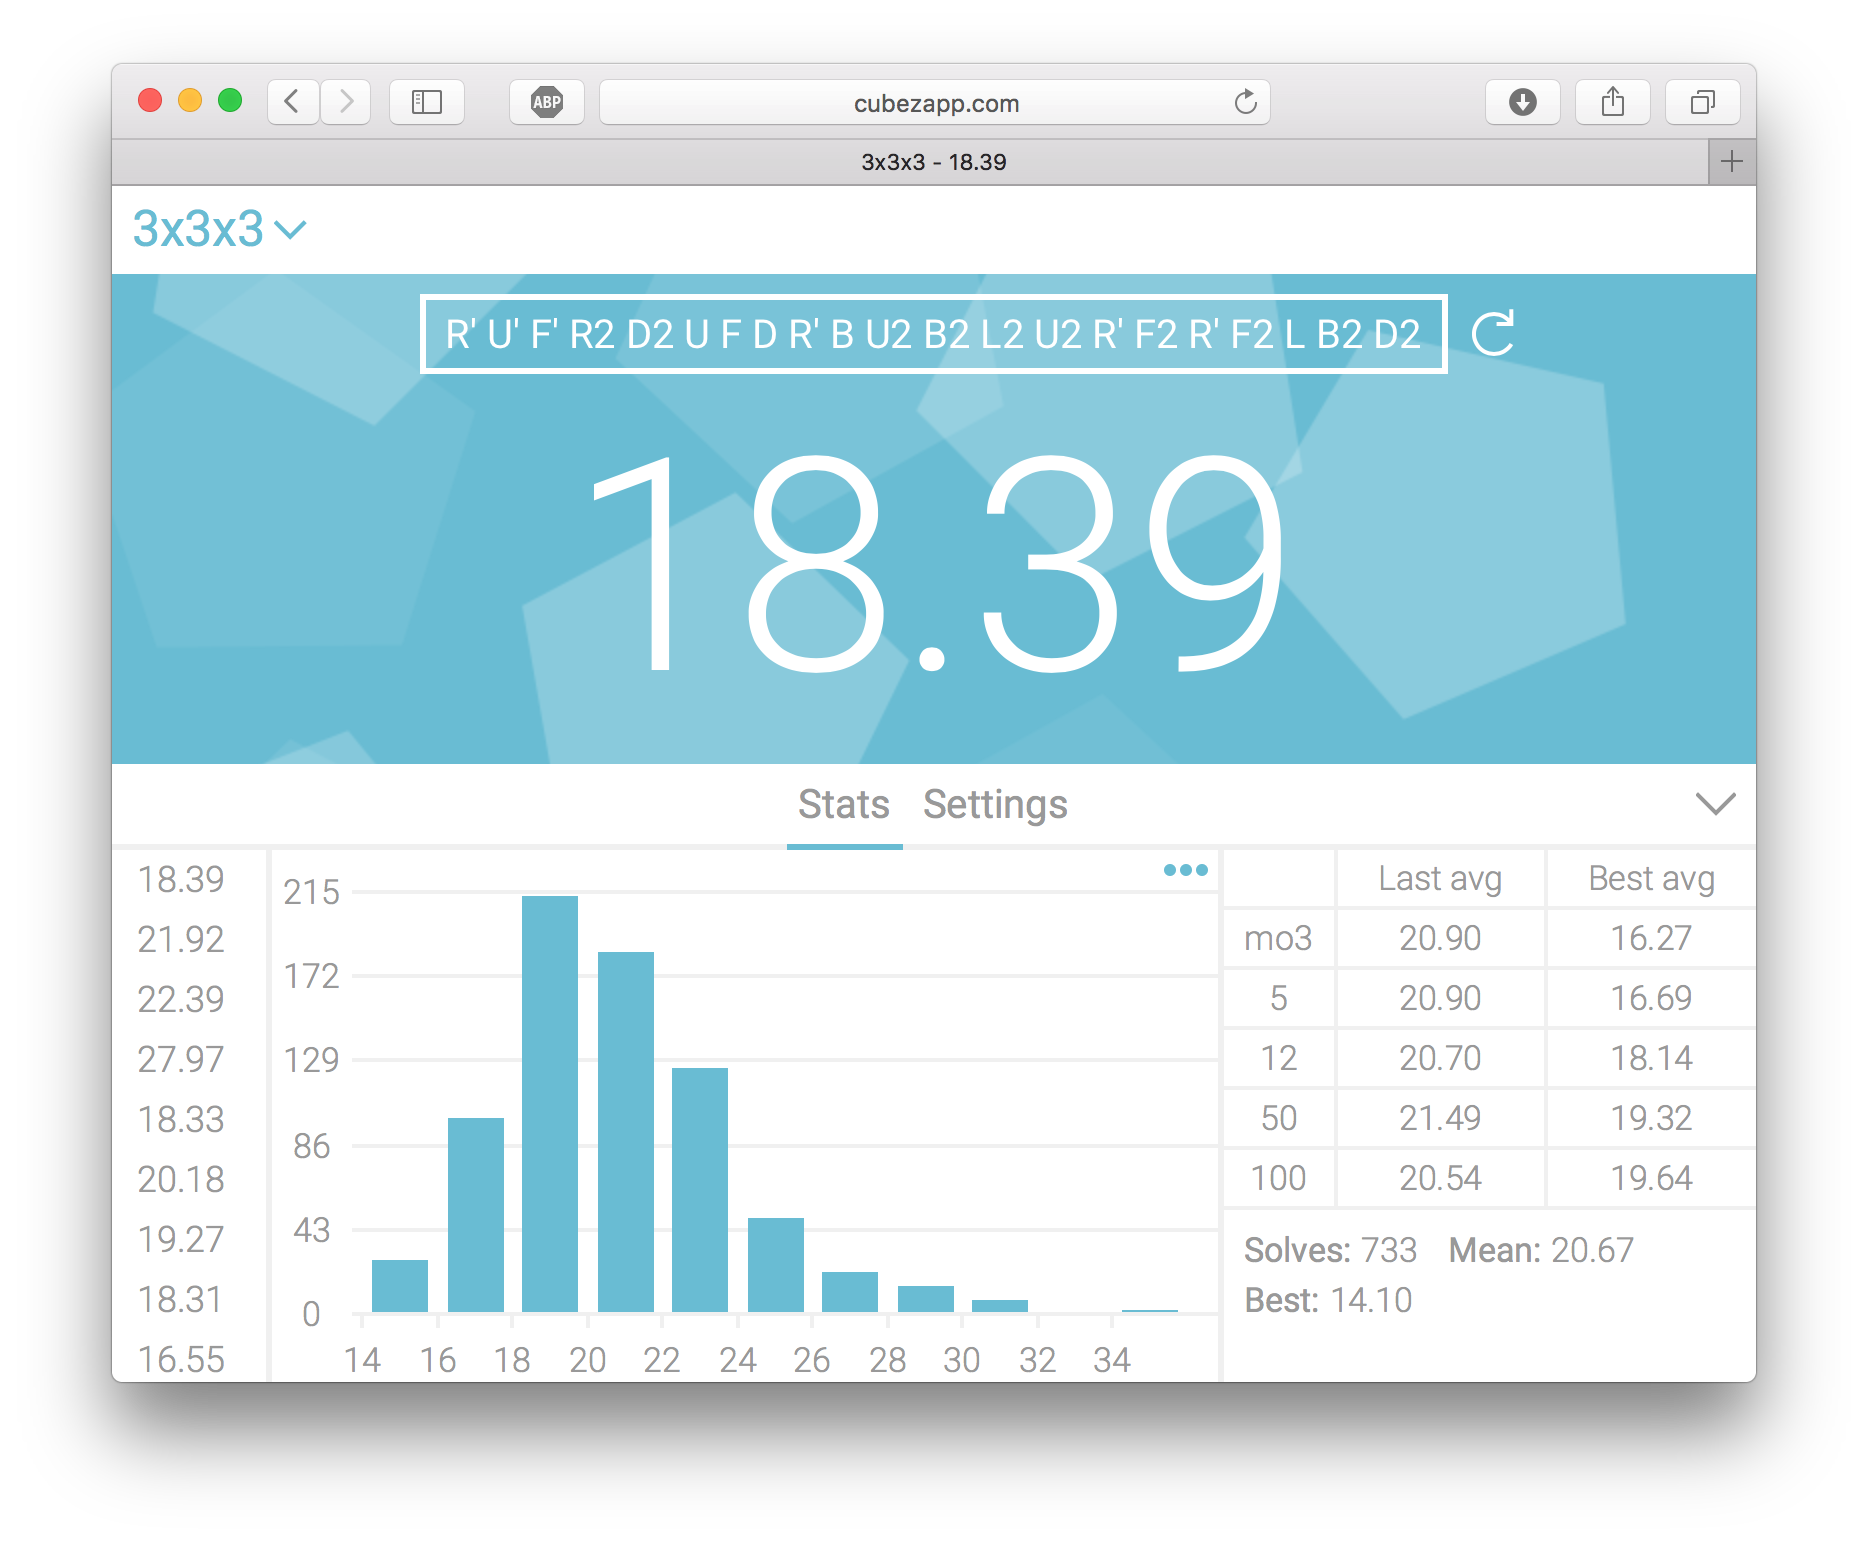 ABP
cubezapp.com
3x3x3 - 18.39
3x3x3
R' U' F' R2 D2 U F D R' B U2 B2 L2 U2 R' F2 R' F2 L B2 D2
18.39
Stats Settings
18.39
21.92
22.39
27.97
18.33
20.18
19.27
18.31
16.55
215
172
129
86
43
0
14 16 18 20 22 24 26 28 30 32 34
Last avg Best avg
mo3 20.90 16.27
5 20.90 16.69
12 20.70 18.14
50 21.49 19.32
100 20.54 19.64
Solves: 733 Mean: 20.67
Best: 14.10